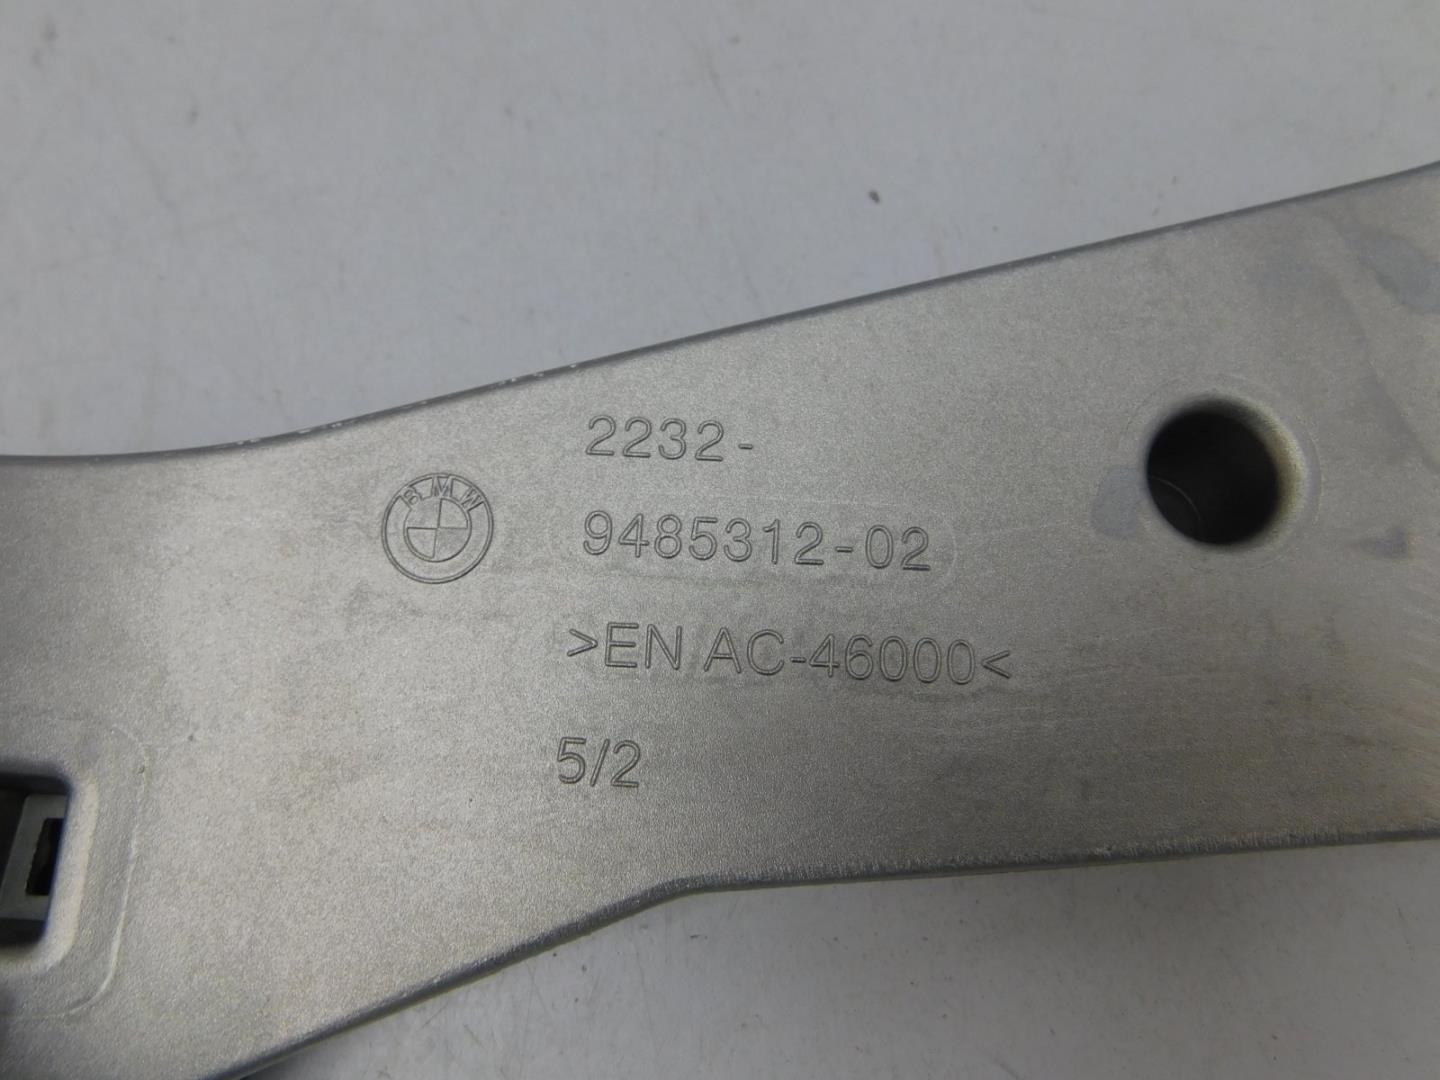 2232-
BMW
9485312-02
>EN AC-46000<
5/2